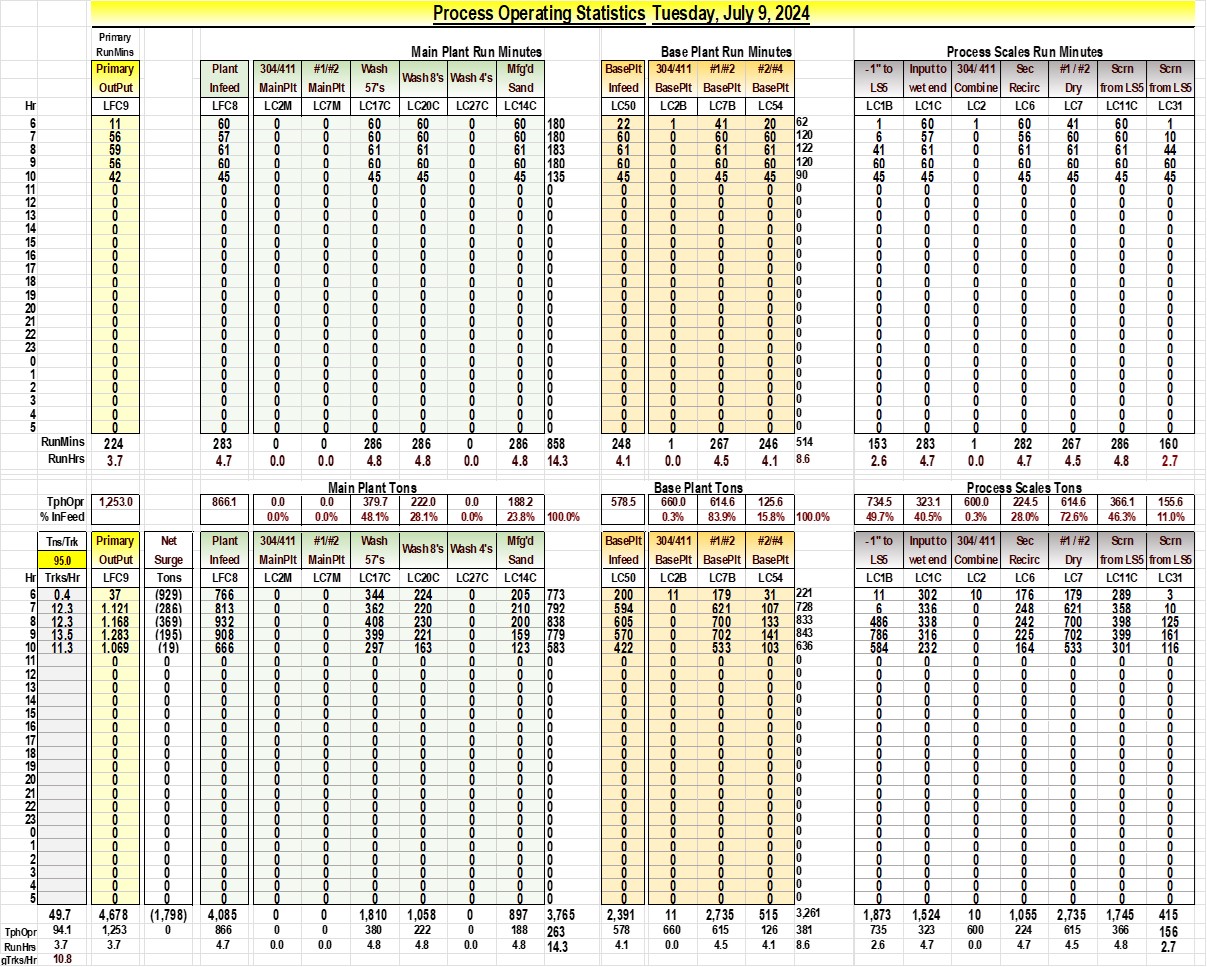 Process Operating Statistics Tuesday, July 9, 2024
Primary
RunMins Main Plant Run Minutes Base Plant Run Minutes Process Scales Run Minutes
Primary Plant 304/411 #1/#2 Wash Wash 8's Wash 4's Mfg'd BasePlt 304/411 #1/#2 #2/#4 -1" to Input to 304/ 411 Sec #1 / #2 Scrn Scrn
OutPut Infeed MainPlt MainPlt 57's Sand Infeed BasePlt BasePlt BasePlt LS5 wet end Combine Recirc Dry from LS5 from LS5
Hr LFC9 LFC8 LC2M LC7M LC17C LC20C LC27C LC14C LC50 LC2B LC7B LC54 LC1B LC1C LC2 LC6 LC7 LC11C LC31
6 11 60 0 0 60 60 0 60 180 22 1 41 20 62 1 60 1 60 41 60 1
7 56 57 0 0 60 60 0 60 180 60 0 60 60 120 6 57 0 56 60 60 10
8 59 61 0 0 61 61 0 61 183 61 0 61 61 122 41 61 0 61 61 61 44
9 56 60 0 0 60 60 0 60 180 60 0 60 60 120 60 60 0 60 60 60 60
10 42 45 0 0 45 45 0 45 135 45 0 45 45 90 45 45 0 45 45 45 45
11 0 0 0 0 0 0 0 0 0 0 0 0 0 0 0 0 0 0 0 0
12 0 0 0 0 0 0 0 0 0 0 0 0 0 0 0 0 0 0 0 0
13 0 0 0 0 0 0 0 0 0 0 0 0 0 0 0 0 0 0 0 0
14 0 0 0 0 0 0 0 0 0 0 0 0 0 0 0 0 0 0 0 0
15 0 0 0 0 0 0 0 0 0 0 0 0 0 0 0 0 0 0 0 0
16 0 0 0 0 0 0 0 0 0 0 0 0 0 0 0 0 0 0 0 0
17 0 0 0 0 0 0 0 0 0 0 0 0 0 0 0 0 0 0 0 0
18 0 0 0 0 0 0 0 0 0 0 0 0 0 0 0 0 0 0 0 0
19 0 0 0 0 0 0 0 0 0 0 0 0 0 0 0 0 0 0 0 0
20 0 0 0 0 0 0 0 0 0 0 0 0 0 0 0 0 0 0 0 0
21 0 0 0 0 0 0 0 0 0 0 0 0 0 0 0 0 0 0 0 0
22 0 0 0 0 0 0 0 0 0 0 0 0 0 0 0 0 0 0 0 0
23 0 0 0 0 0 0 0 0 0 0 0 0 0 0 0 0 0 0 0 0
0 0 0 0 0 0 0 0 0 0 0 0 0 0 0 0 0 0 0 0 0
1 0 0 0 0 0 0 0 0 0 0 0 0 0 0 0 0 0 0 0 0
2 0 0 0 0 0 0 0 0 0 0 0 0 0 0 0 0 0 0 0 0
3 0 0 0 0 0 0 0 0 0 0 0 0 0 0 0 0 0 0 0 0
4 0 0 0 0 0 0 0 0 0 0 0 0 0 0 0 0 0 0 0 0
5 0 0 0 0 0 0 0 0 0 0 0 0 0 0 0 0 0 0 0 0
RunMins 224 283 0 0 286 286 0 286 858 248 1 267 246 514 153 283 1 282 267 286 160
RunHrs 3.7 4.7 0.0 0.0 4.8 4.8 0.0 4.8 14.3 4.1 0.0 4.5 4.1 8.6 2.6 4.7 0.0 4.7 4.5 4.8 2.7
Main Plant Tons Base Plant Tons Process Scales Tons
TphOpr 1,253.0 866.1 0.0 0.0 379.7 222.0 0.0 188.2 578.5 660.0 614.6 125.6 734.5 323.1 600.0 224.5 614.6 366.1 155.6
% InFeed 0.0% 0.0% 48.1% 28.1% 0.0% 23.8% 100.0% 0.3% 83.9% 15.8% 100.0% 49.7% 40.5% 0.3% 28.0% 72.6% 46.3% 11.0%
Tns/Trk Primary Net Plant 304/411 #1/#2 Wash Wash 8's Wash 4's Mfg'd BasePlt 304/411 #1/#2 #2/#4 -1" to Input to 304/ 411 Sec #1 / #2 Scrn Scrn
95.0 OutPut Surge Infeed MainPlt MainPlt 57's Sand Infeed BasePlt BasePlt BasePlt LS5 wet end Combine Recirc Dry from LS5 from LS5
Hr Trks/Hr LFC9 Tons LFC8 LC2M LC7M LC17C LC20C LC27C LC14C LC50 LC2B LC7B LC54 LC1B LC1C LC2 LC6 LC7 LC11C LC31
6 0.4 37 (929) 766 0 0 344 224 0 205 773 200 11 179 31 221 11 302 10 176 179 289 3
7 12.3 1,121 (286) 813 0 0 362 220 0 210 792 594 0 621 107 728 6 336 0 248 621 358 10
8 12.3 1,168 (369) 932 0 0 408 230 0 200 838 605 0 700 133 833 486 338 0 242 700 398 125
9 13.5 1,283 (195) 908 0 0 399 221 0 159 779 570 0 702 141 843 786 316 0 225 702 399 161
10 11.3 1,069 (19) 666 0 0 297 163 0 123 583 422 0 533 103 636 584 232 0 164 533 301 116
11 0 0 0 0 0 0 0 0 0 0 0 0 0 0 0 0 0 0 0 0 0
12 0 0 0 0 0 0 0 0 0 0 0 0 0 0 0 0 0 0 0 0 0
13 0 0 0 0 0 0 0 0 0 0 0 0 0 0 0 0 0 0 0 0 0
14 0 0 0 0 0 0 0 0 0 0 0 0 0 0 0 0 0 0 0 0 0
15 0 0 0 0 0 0 0 0 0 0 0 0 0 0 0 0 0 0 0 0 0
16 0 0 0 0 0 0 0 0 0 0 0 0 0 0 0 0 0 0 0 0 0
17 0 0 0 0 0 0 0 0 0 0 0 0 0 0 0 0 0 0 0 0 0
18 0 0 0 0 0 0 0 0 0 0 0 0 0 0 0 0 0 0 0 0 0
19 0 0 0 0 0 0 0 0 0 0 0 0 0 0 0 0 0 0 0 0 0
20 0 0 0 0 0 0 0 0 0 0 0 0 0 0 0 0 0 0 0 0 0
21 0 0 0 0 0 0 0 0 0 0 0 0 0 0 0 0 0 0 0 0 0
22 0 0 0 0 0 0 0 0 0 0 0 0 0 0 0 0 0 0 0 0 0
23 0 0 0 0 0 0 0 0 0 0 0 0 0 0 0 0 0 0 0 0 0
0 0 0 0 0 0 0 0 0 0 0 0 0 0 0 0 0 0 0 0 0 0
1 0 0 0 0 0 0 0 0 0 0 0 0 0 0 0 0 0 0 0 0 0
2 0 0 0 0 0 0 0 0 0 0 0 0 0 0 0 0 0 0 0 0 0
3 0 0 0 0 0 0 0 0 0 0 0 0 0 0 0 0 0 0 0 0 0
4 0 0 0 0 0 0 0 0 0 0 0 0 0 0 0 0 0 0 0 0 0
5 0 0 0 0 0 0 0 0 0 0 0 0 0 0 0 0 0 0 0 0 0
49.7 4,678 (1,798) 4,085 0 0 1,810 1,058 0 897 3,765 2,391 11 2,735 515 3,261 1,873 1,524 10 1,055 2,735 1,745 415
TphOpr 94.1 1,253 0 866 0 0 380 222 0 188 263 578 660 615 126 381 735 323 600 224 615 366 156
RunHrs 3.7 3.7 4.7 0.0 0.0 4.8 4.8 0.0 4.8 14.3 4.1 0.0 4.5 4.1 8.6 2.6 4.7 0.0 4.7 4.5 4.8 2.7
gTrks/Hr 10.8